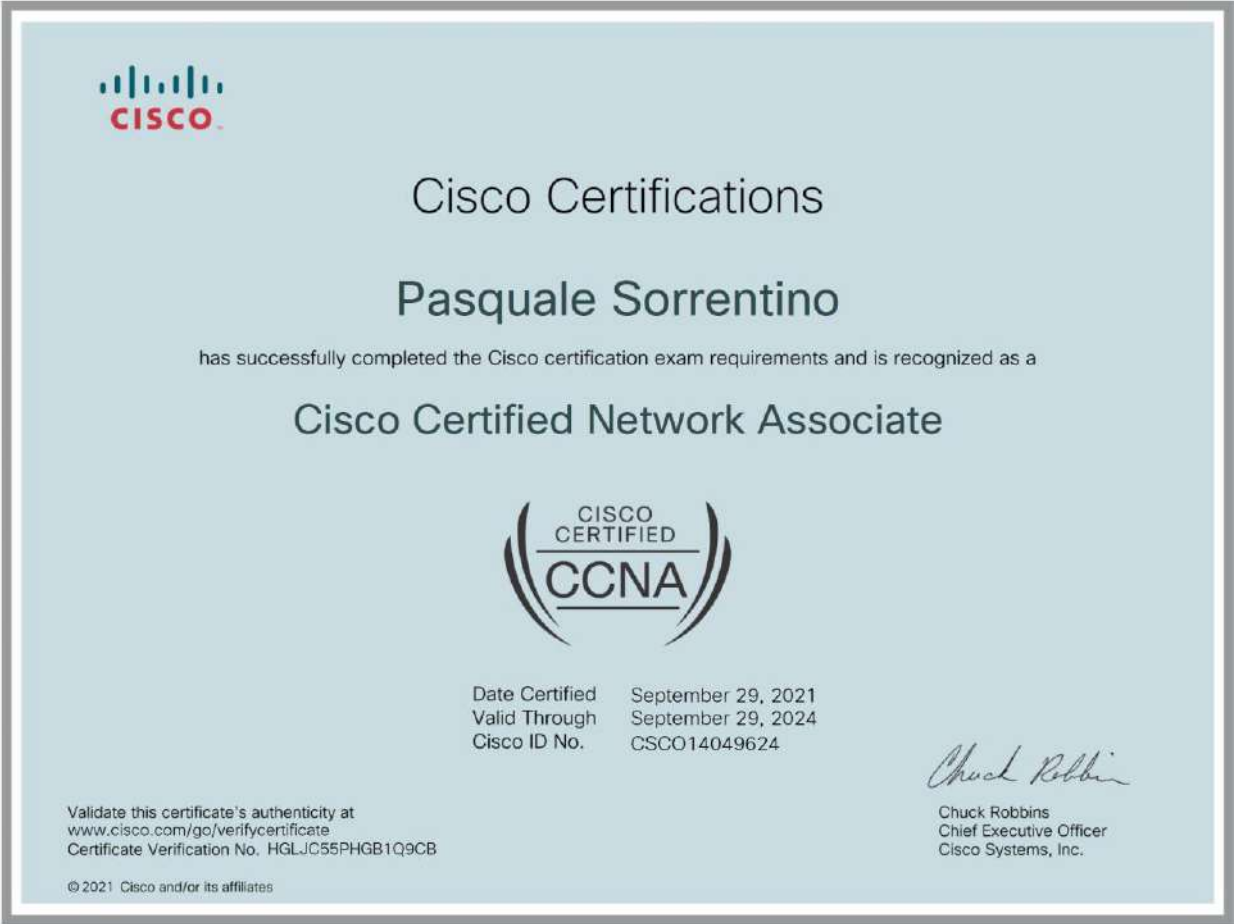 CISCO
Cisco Certifications
Pasquale Sorrentino
has successfully completed the Cisco certification exam requirements and is recognized as a
Cisco Certified Network Associate
CISCO
CERTIFIED
CCNA
Date Certified September 29, 2021
Valid Through September 29, 2024
Cisco ID No. CSCO14049624
Chuck Robbins
Validate this certificate's authenticity at
www.cisco.com/go/verifycertificate
Certificate Verification No. HGLJC55PHGB1Q9CB
Chuck Robbins
Chief Executive Officer
Cisco Systems, Inc.
© 2021 Cisco and/or its affiliates